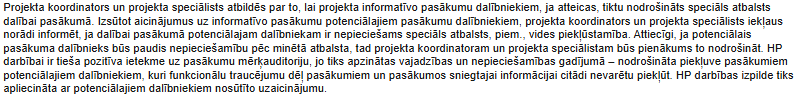 Projekta koordinators un projekta speciālists atbildēs par to, lai projekta informatīvo pasākumu dalībniekiem, ja atteicas, tiktu nodrošināts speciāls atbalsts
dalībai pasākumā. Izsūtot aicinājumus uz informatīvo pasākumu potenciālajiem pasākumu dalībniekiem, projekta koordinators un projekta speciālists iekļaus
norādi informēt, ja dalībai pasākumā potenciālajam dalībniekam ir nepieciešams speciāls atbalsts, piem., vides piekļūstamība. Attiecīgi, ja potenciālais
pasākuma dalībnieks būs paudis nepieciešamību pēc minētā atbalsta, tad projekta koordinatoram un projekta speciālistam būs pienākums to nodrošināt. HP
darbībai ir tieša pozitīva ietekme uz pasākumu mērķauditoriju, jo tiks apzinātas vajadzības un nepieciešamības gadījumā – nodrošināta piekļuve pasākumiem
potenciālajiem dalībniekiem, kuri funkcionālu traucējumu dēļ pasākumiem un pasākumos sniegtajai informācijai citādi nevarētu piekļūt. HP darbības izpilde tiks
apliecināta ar potenciālajiem dalībniekiem nosūtīto uzaicinājumu.